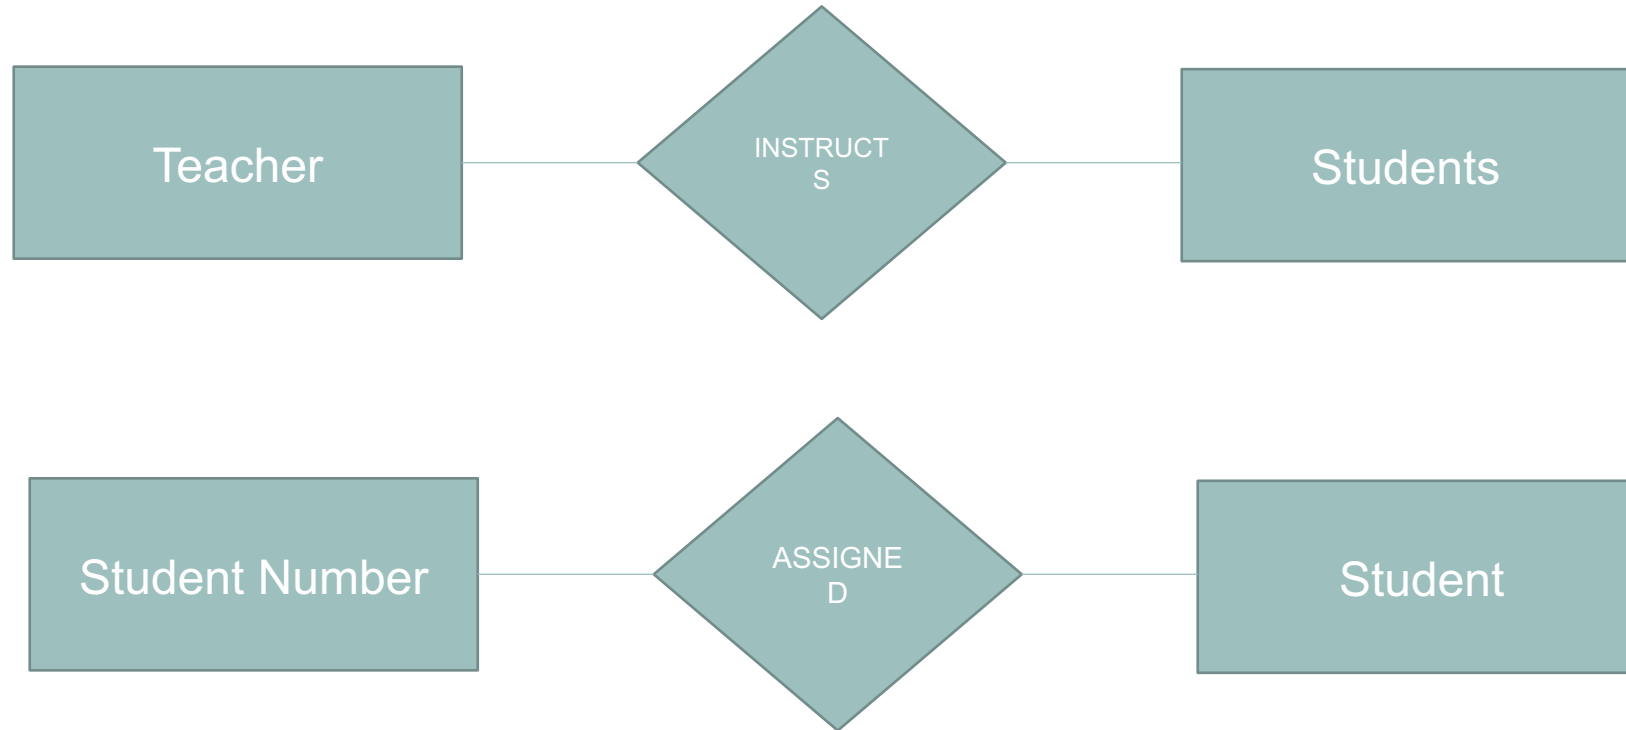 Teacher
INSTRUCT
S
Students
Student Number
ASSIGNE
D
Student